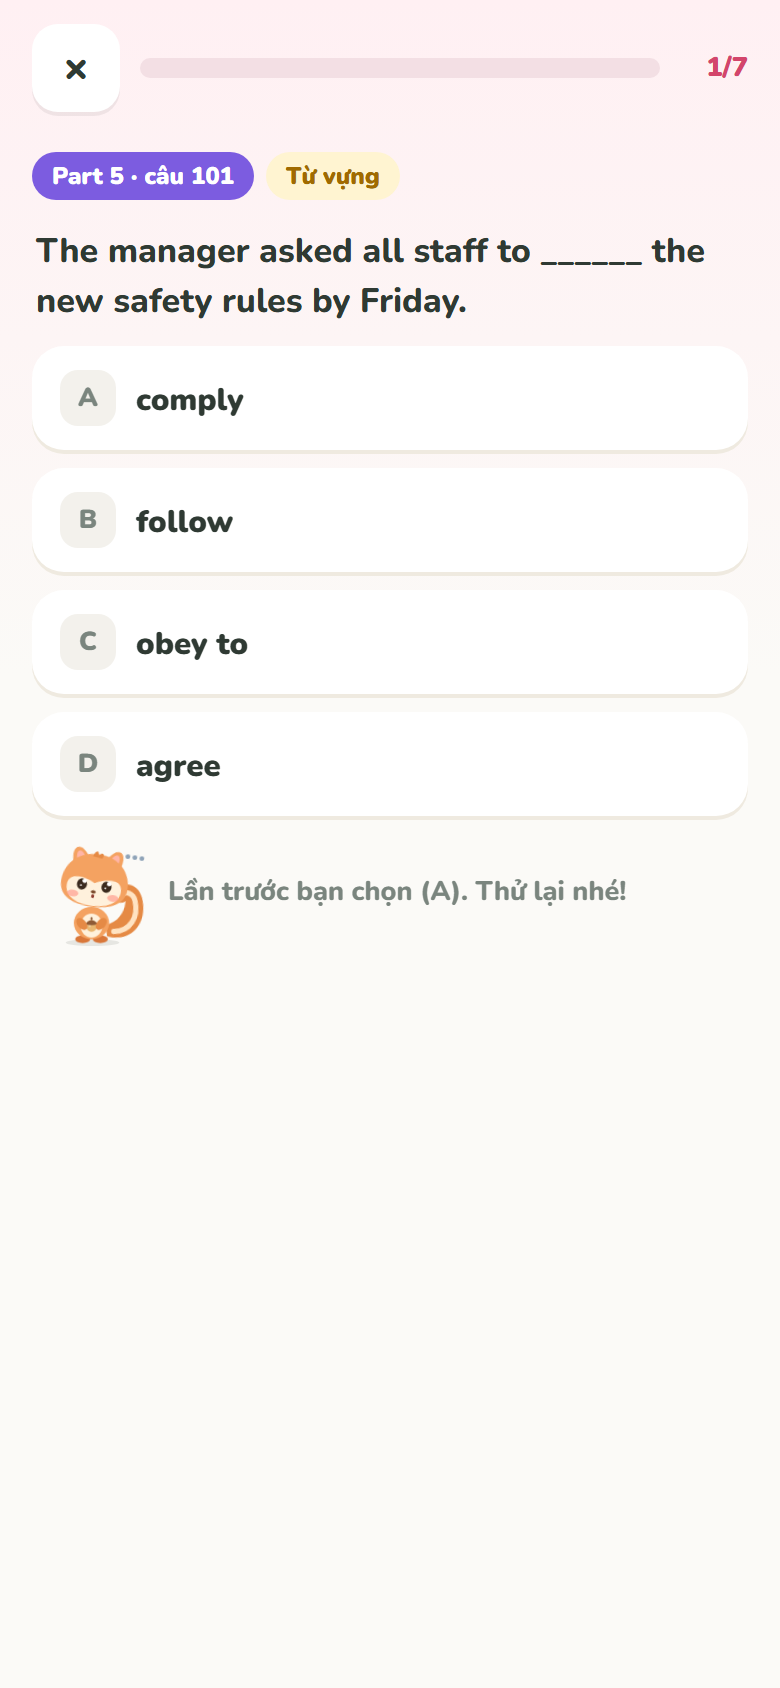 ×
1/7
Part 5 · câu 101
Từ vựng
The manager asked all staff to ______ the
new safety rules by Friday.
A comply
B follow
C obey to
D agree
Lần trước bạn chọn (A). Thử lại nhé!